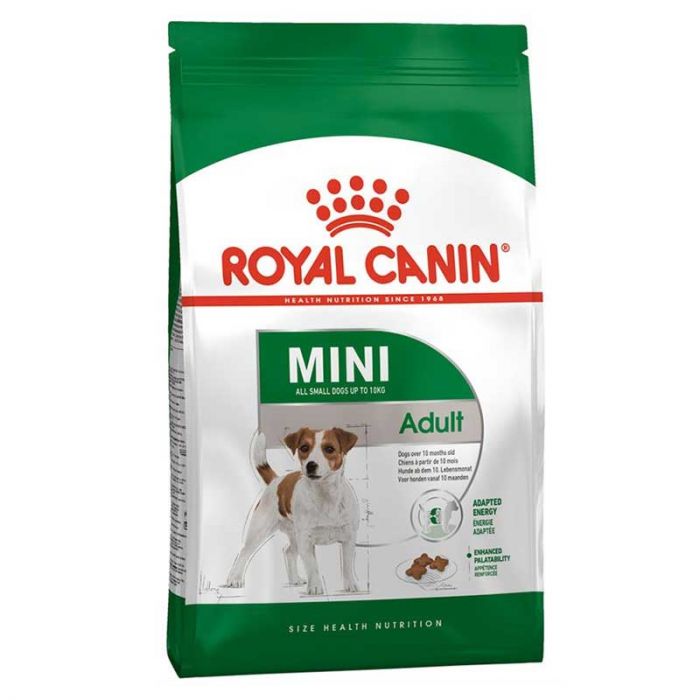 ROYAL CANIN®
HEALTH NUTRITION SINCE 1968
MINI
ALL SMALL DOGS UP TO 10KG
Adult
Dogs over 10 months old
Chiens à partir de 10 mois
Hunde ab dem 10. Lebensmonat
Voor honden vanaf 10 maanden
ADAPTED
ENERGY
ÉNERGIE
ADAPTÉE
ENHANCED
PALATABILITY
APPÉTENCE
RENFORCÉE
SIZE HEALTH NUTRITION